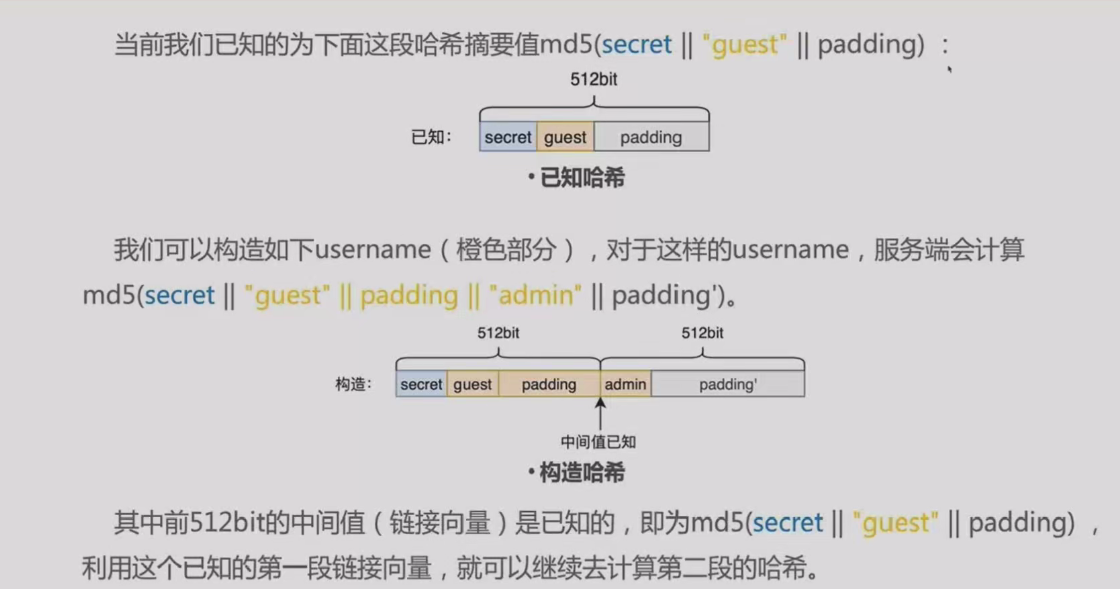 当前我们已知的为下面这段哈希摘要值md5(secret || "guest" || padding) ：
512bit
已知： secret guest padding
• 已知哈希
我们可以构造如下username（橙色部分），对于这样的username，服务端会计算
md5(secret || "guest" || padding || "admin" || padding')。
512bit 512bit
构造： secret guest padding admin padding'
中间值已知
• 构造哈希
其中前512bit的中间值（链接向量）是已知的，即为md5(secret || "guest" || padding) ，
利用这个已知的第一段链接向量，就可以继续去计算第二段的哈希。